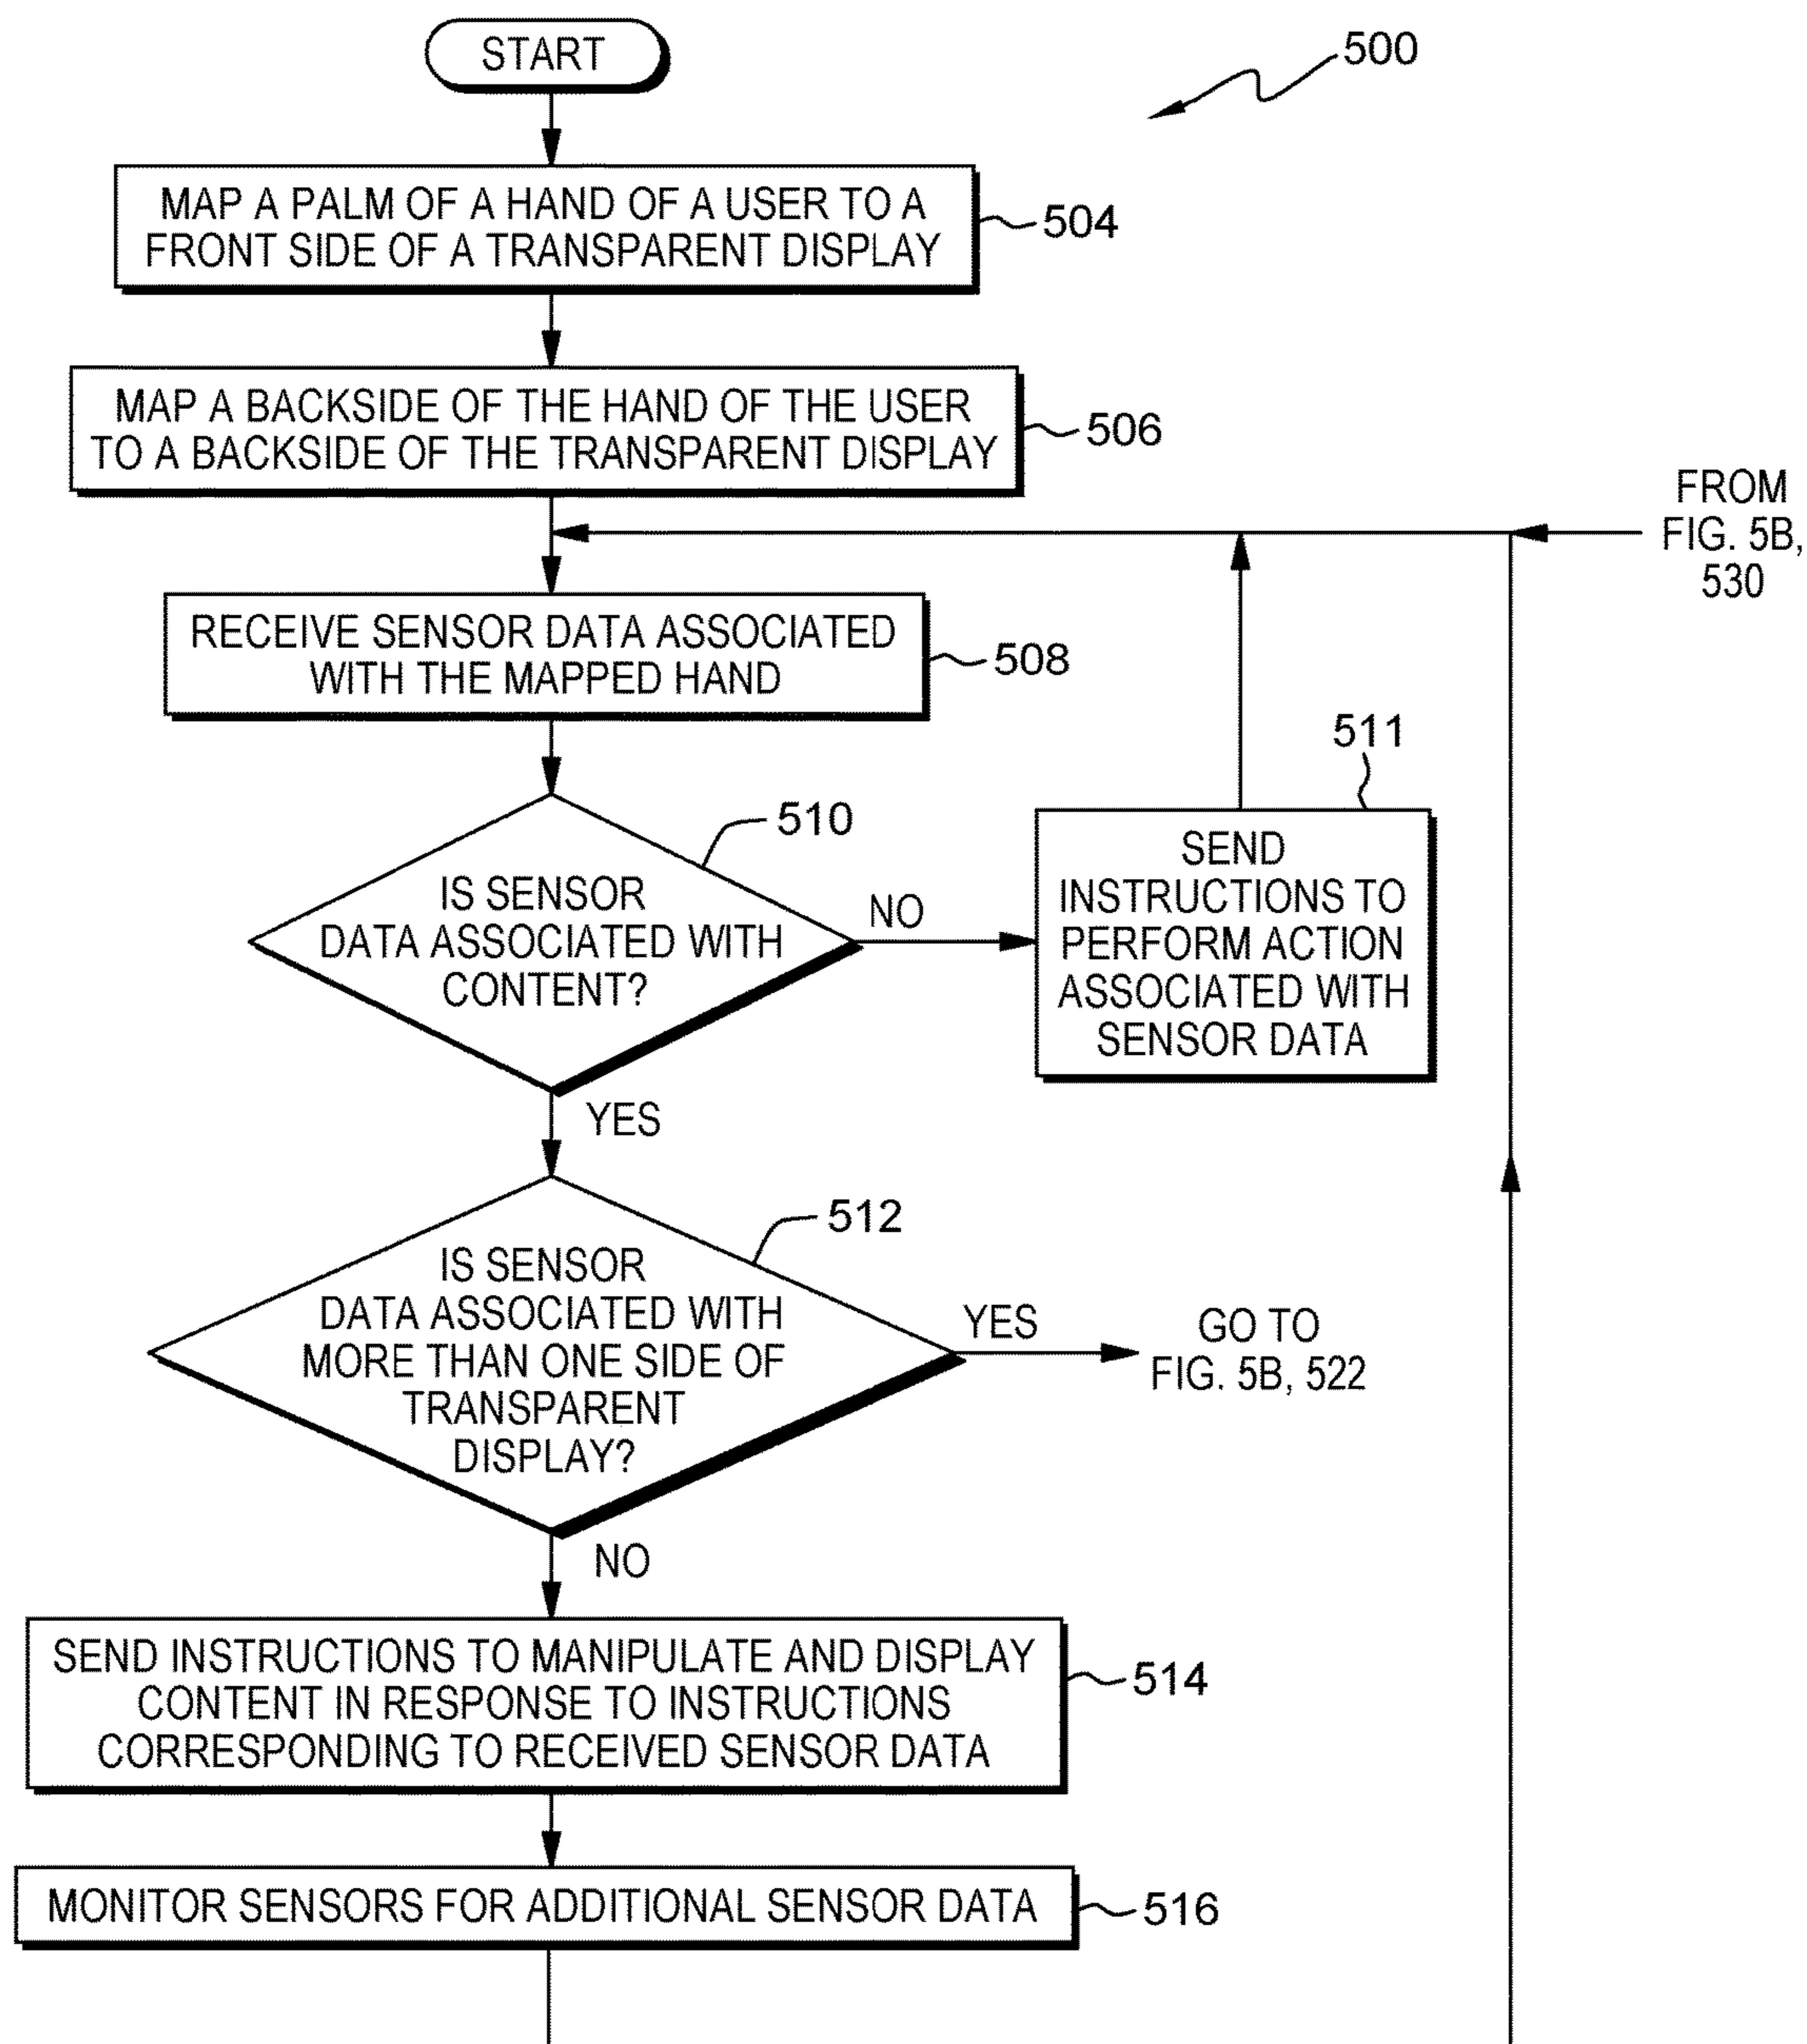 START
500
MAP A PALM OF A HAND OF A USER TO A
FRONT SIDE OF A TRANSPARENT DISPLAY
504
MAP A BACKSIDE OF THE HAND OF THE USER
TO A BACKSIDE OF THE TRANSPARENT DISPLAY
506
FROM
FIG. 5B,
530
RECEIVE SENSOR DATA ASSOCIATED
WITH THE MAPPED HAND
508
510
IS SENSOR
DATA ASSOCIATED WITH
CONTENT?
NO
511
SEND
INSTRUCTIONS TO
PERFORM ACTION
ASSOCIATED WITH
SENSOR DATA
YES
512
IS SENSOR
DATA ASSOCIATED WITH
MORE THAN ONE SIDE OF
TRANSPARENT
DISPLAY?
YES
GO TO
FIG. 5B, 522
NO
SEND INSTRUCTIONS TO MANIPULATE AND DISPLAY
CONTENT IN RESPONSE TO INSTRUCTIONS
CORRESPONDING TO RECEIVED SENSOR DATA
514
MONITOR SENSORS FOR ADDITIONAL SENSOR DATA
516